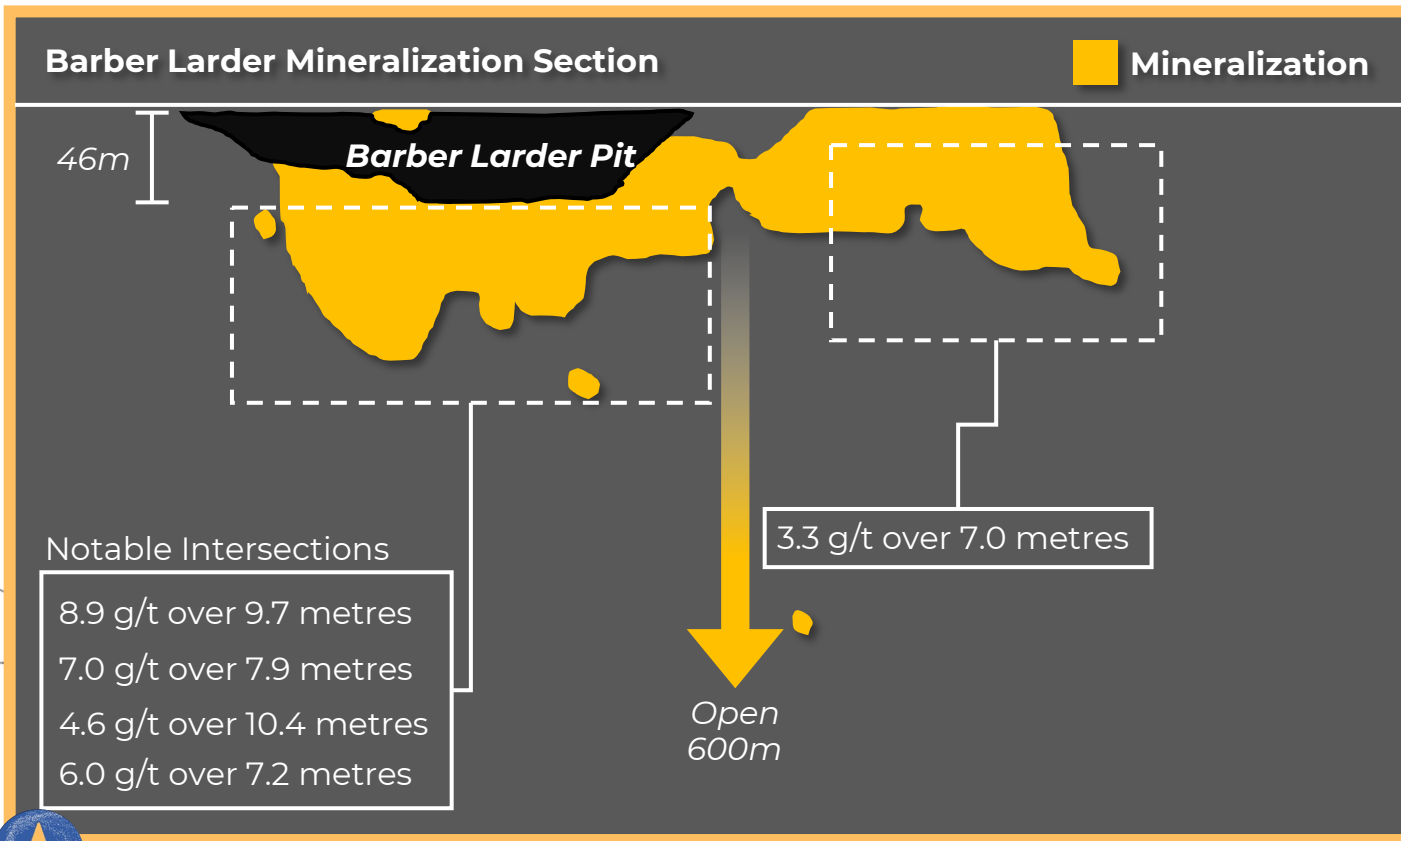 Barber Larder Mineralization Section
Mineralization
46m
Barber Larder Pit
3.3 g/t over 7.0 metres
Notable Intersections
8.9 g/t over 9.7 metres
7.0 g/t over 7.9 metres
4.6 g/t over 10.4 metres
6.0 g/t over 7.2 metres
Open
600m